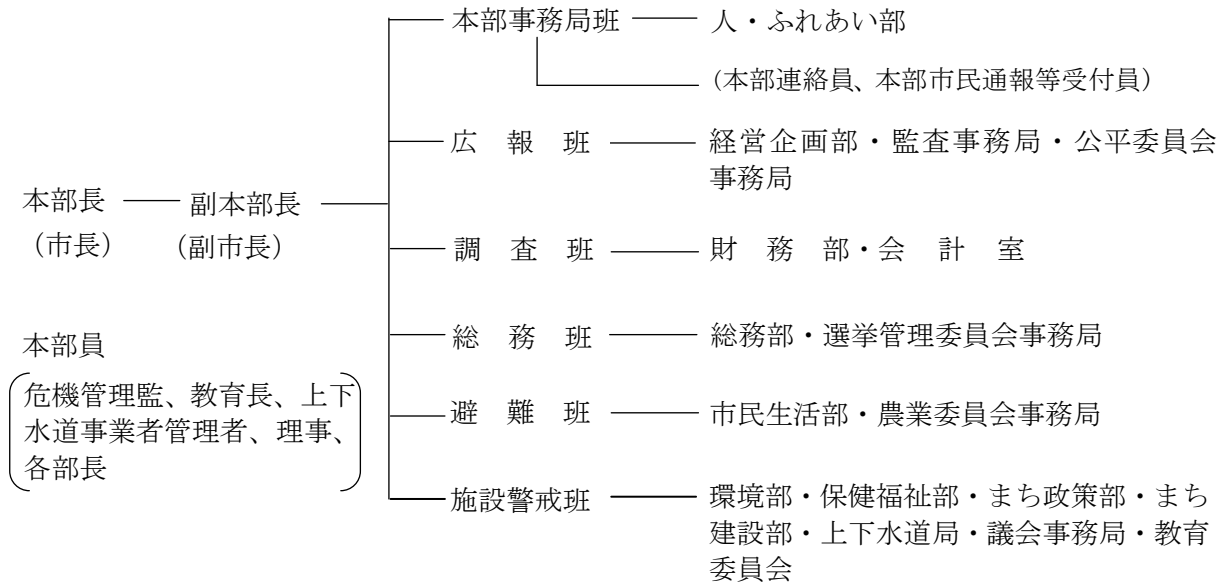 本部事務局班
人・ふれあい部
(本部連絡員、本部市民通報等受付員)
広 報 班
経営企画部・監査事務局・公平委員会
事務局
本部長
副本部長
(市長)
(副市長)
調 査 班
財 務 部・会 計 室
総 務 班
総務部・選挙管理委員会事務局
本部員
危機管理監、教育長、上下
水道事業者管理者、理事、
各部長
避 難 班
市民生活部・農業委員会事務局
施設警戒班
環境部・保健福祉部・まち政策部・まち
建設部・上下水道局・議会事務局・教育
委員会